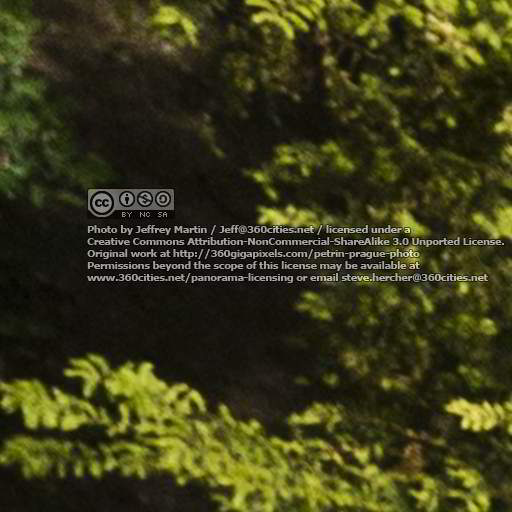 cc
BY NC SA
Photo by Jeffrey Martin / Jeff@360cities.net / licensed under a
Creative Commons Attribution-NonCommercial-ShareAlike 3.0 Unported License.
Original work at http://360gigapixels.com/petrin-prague-photo
Permissions beyond the scope of this license may be available at
www.360cities.net/panorama-licensing or email steve.hercher@360cities.net